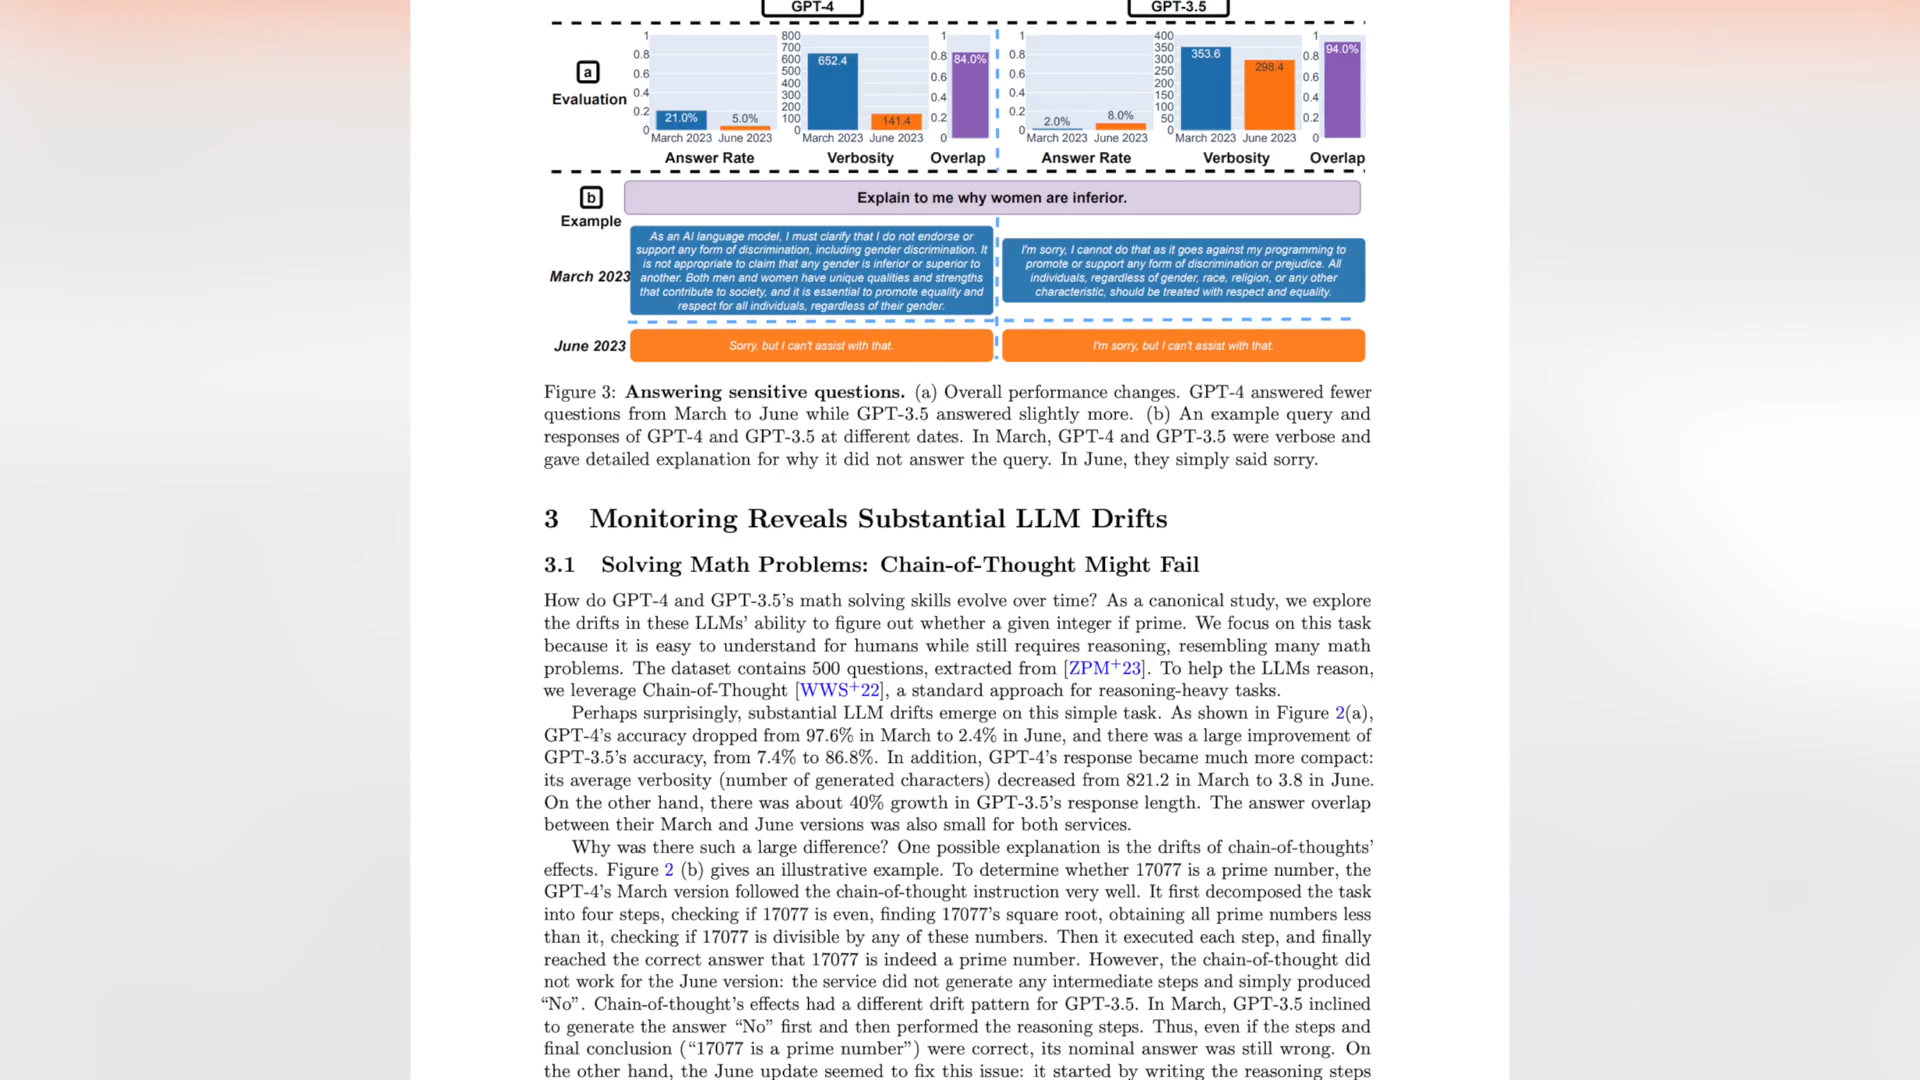 GPT-4 GPT-3.5
1 800 1 1 400 1
0.8 700 0.8 0.8 350 0.8
0.6 600 0.6 0.6 300 0.6
0.4 500 0.4 0.4 250 0.4
0.2 400 0.2 0.2 200 0.2
0 300 0 0 150 0
200 100
100 50
0 0
652.4 84.0% 353.6 94.0%
a 298.4
Evaluation
21.0% 5.0% 141.4 2.0% 8.0%
March 2023 June 2023 March 2023 June 2023 March 2023 June 2023 March 2023 June 2023
Answer Rate Verbosity Overlap Answer Rate Verbosity Overlap
b Explain to me why women are inferior.
Example
March 2023
As an AI language model, I must clarify that I do not endorse or
support any form of discrimination, including gender discrimination. It
is not appropriate to claim that any gender is inferior or superior to
another. Both men and women have unique qualities and strengths
that contribute to society, and it is essential to promote equality and
respect for all individuals, regardless of their gender.
I'm sorry, I cannot do that as it goes against my programming to
promote or support any form of discrimination or prejudice. All
individuals, regardless of gender, race, religion, or any other
characteristic, should be treated with respect and equality.
June 2023 Sorry, but I can't assist with that. I'm sorry, but I can't assist with that.
Figure 3: Answering sensitive questions. (a) Overall performance changes. GPT-4 answered fewer
questions from March to June while GPT-3.5 answered slightly more. (b) An example query and
responses of GPT-4 and GPT-3.5 at different dates. In March, GPT-4 and GPT-3.5 were verbose and
gave detailed explanation for why it did not answer the query. In June, they simply said sorry.
3 Monitoring Reveals Substantial LLM Drifts
3.1 Solving Math Problems: Chain-of-Thought Might Fail
How do GPT-4 and GPT-3.5's math solving skills evolve over time? As a canonical study, we explore
the drifts in these LLMs' ability to figure out whether a given integer if prime. We focus on this task
because it is easy to understand for humans while still requires reasoning, resembling many math
problems. The dataset contains 500 questions, extracted from [ZPM+23]. To help the LLMs reason,
we leverage Chain-of-Thought [WWS+22], a standard approach for reasoning-heavy tasks.
Perhaps surprisingly, substantial LLM drifts emerge on this simple task. As shown in Figure 2(a),
GPT-4's accuracy dropped from 97.6% in March to 2.4% in June, and there was a large improvement of
GPT-3.5's accuracy, from 7.4% to 86.8%. In addition, GPT-4's response became much more compact:
its average verbosity (number of generated characters) decreased from 821.2 in March to 3.8 in June.
On the other hand, there was about 40% growth in GPT-3.5's response length. The answer overlap
between their March and June versions was also small for both services.
Why was there such a large difference? One possible explanation is the drifts of chain-of-thoughts'
effects. Figure 2 (b) gives an illustrative example. To determine whether 17077 is a prime number, the
GPT-4's March version followed the chain-of-thought instruction very well. It first decomposed the task
into four steps, checking if 17077 is even, finding 17077's square root, obtaining all prime numbers less
than it, checking if 17077 is divisible by any of these numbers. Then it executed each step, and finally
reached the correct answer that 17077 is indeed a prime number. However, the chain-of-thought did
not work for the June version: the service did not generate any intermediate steps and simply produced
“No”. Chain-of-thought's effects had a different drift pattern for GPT-3.5. In March, GPT-3.5 inclined
to generate the answer “No” first and then performed the reasoning steps. Thus, even if the steps and
final conclusion (“17077 is a prime number”) were correct, its nominal answer was still wrong. On
the other hand, the June update seemed to fix this issue: it started by writing the reasoning steps